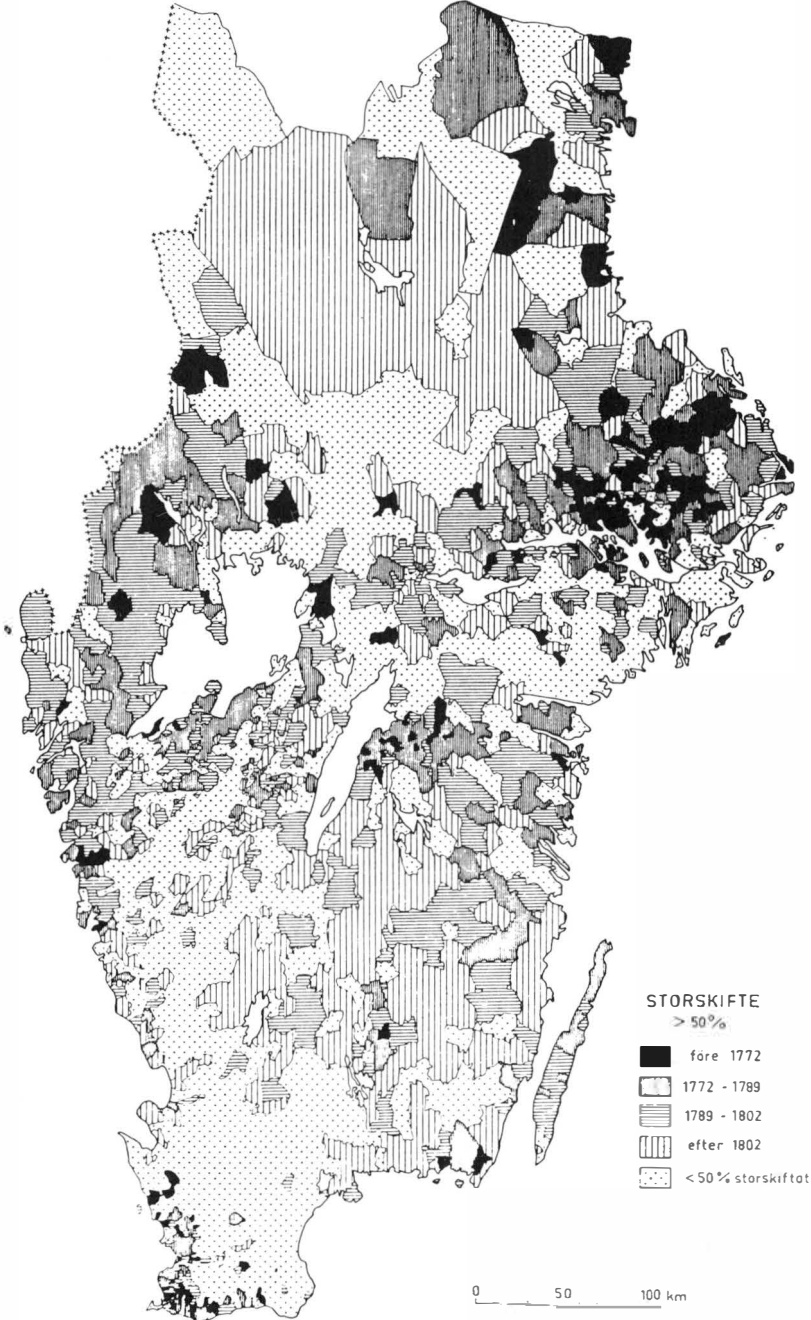 STORSKIFTE
> 50%
före 1772
1772 - 1789
1789 - 1802
efter 1802
< 50% storskiftat
0 50 100 km